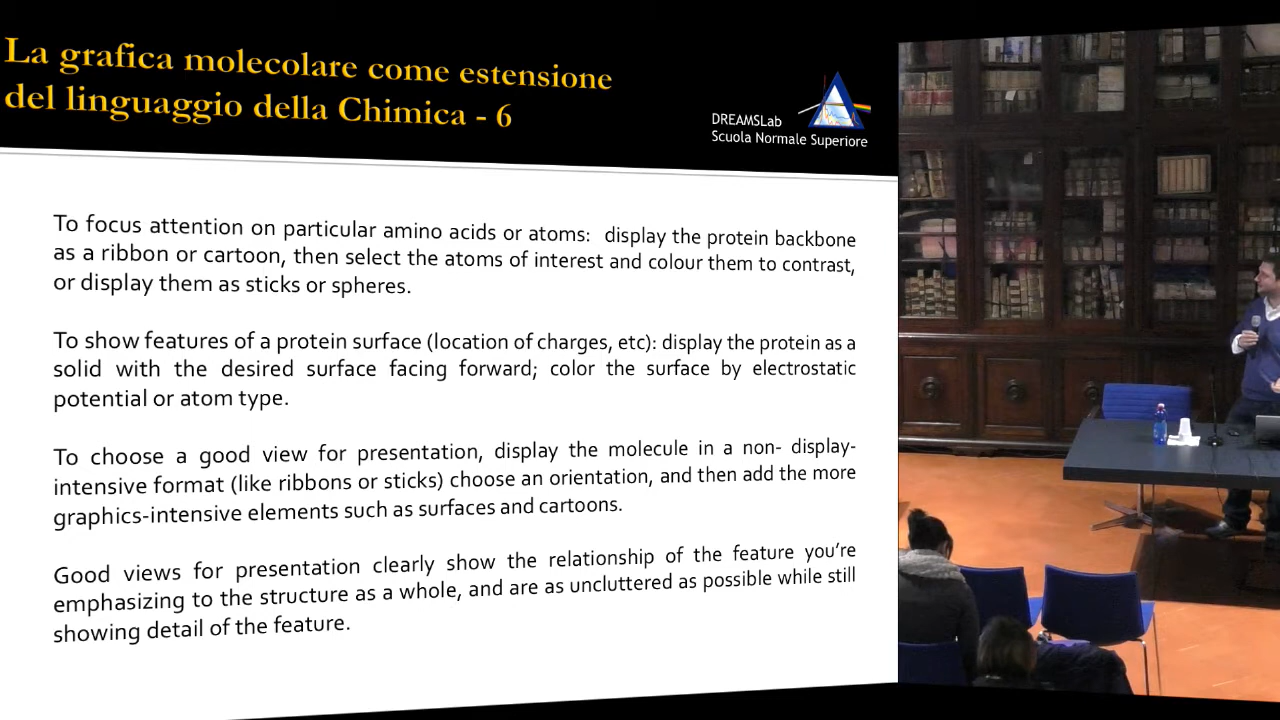 La grafica molecolare come estensione
del linguaggio della Chimica - 6
DREAMSLab
Scuola Normale Superiore
To focus attention on particular amino acids or atoms: display the protein backbone
as a ribbon or cartoon, then select the atoms of interest and colour them to contrast,
or display them as sticks or spheres.
To show features of a protein surface (location of charges, etc): display the protein as a
solid with the desired surface facing forward; color the surface by electrostatic
potential or atom type.
To choose a good view for presentation, display the molecule in a non- display-
intensive format (like ribbons or sticks) choose an orientation, and then add the more
graphics-intensive elements such as surfaces and cartoons.
Good views for presentation clearly show the relationship of the feature you’re
emphasizing to the structure as a whole, and are as uncluttered as possible while still
showing detail of the feature.